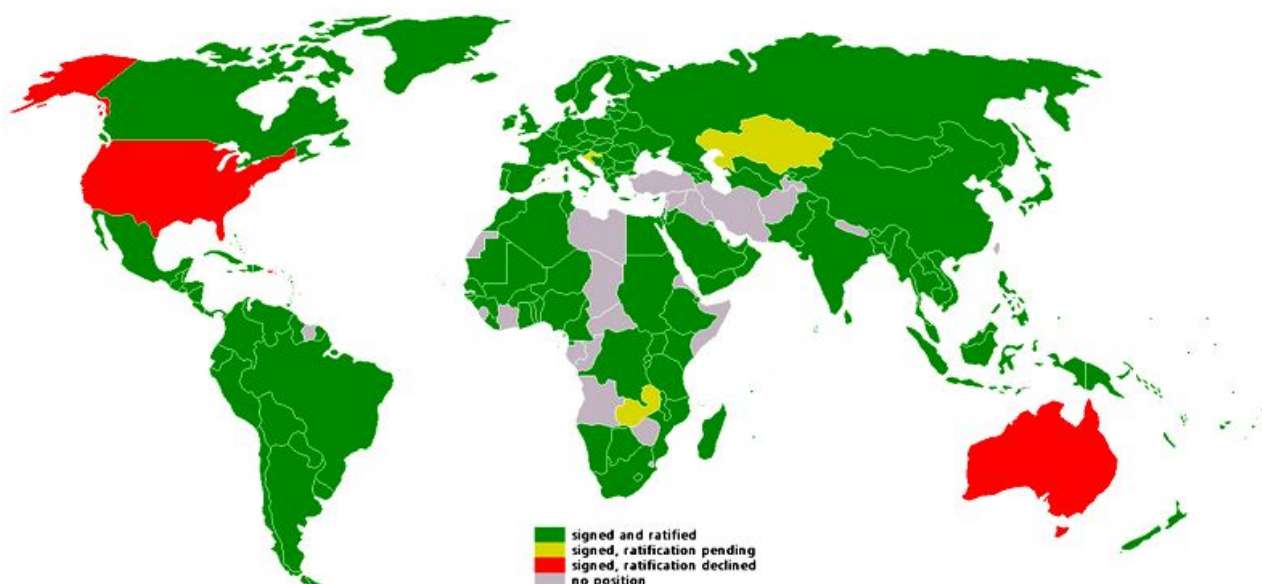 signed and ratified
signed, ratification pending
signed, ratification declined
no position